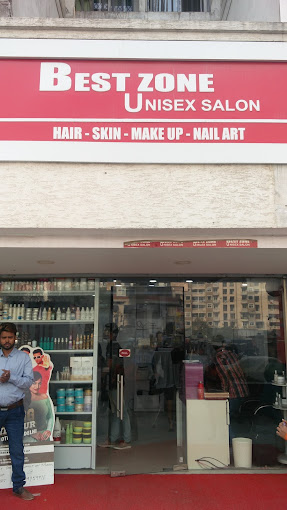 BEST ZONE
UNISEX SALON
HAIR - SKIN - MAKE UP - NAIL ART